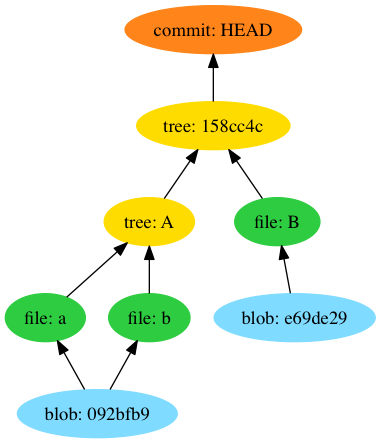 commit: HEAD
tree: 158cc4c
tree: A
file: B
file: a
file: b
blob: e69de29
blob: 092bfb9